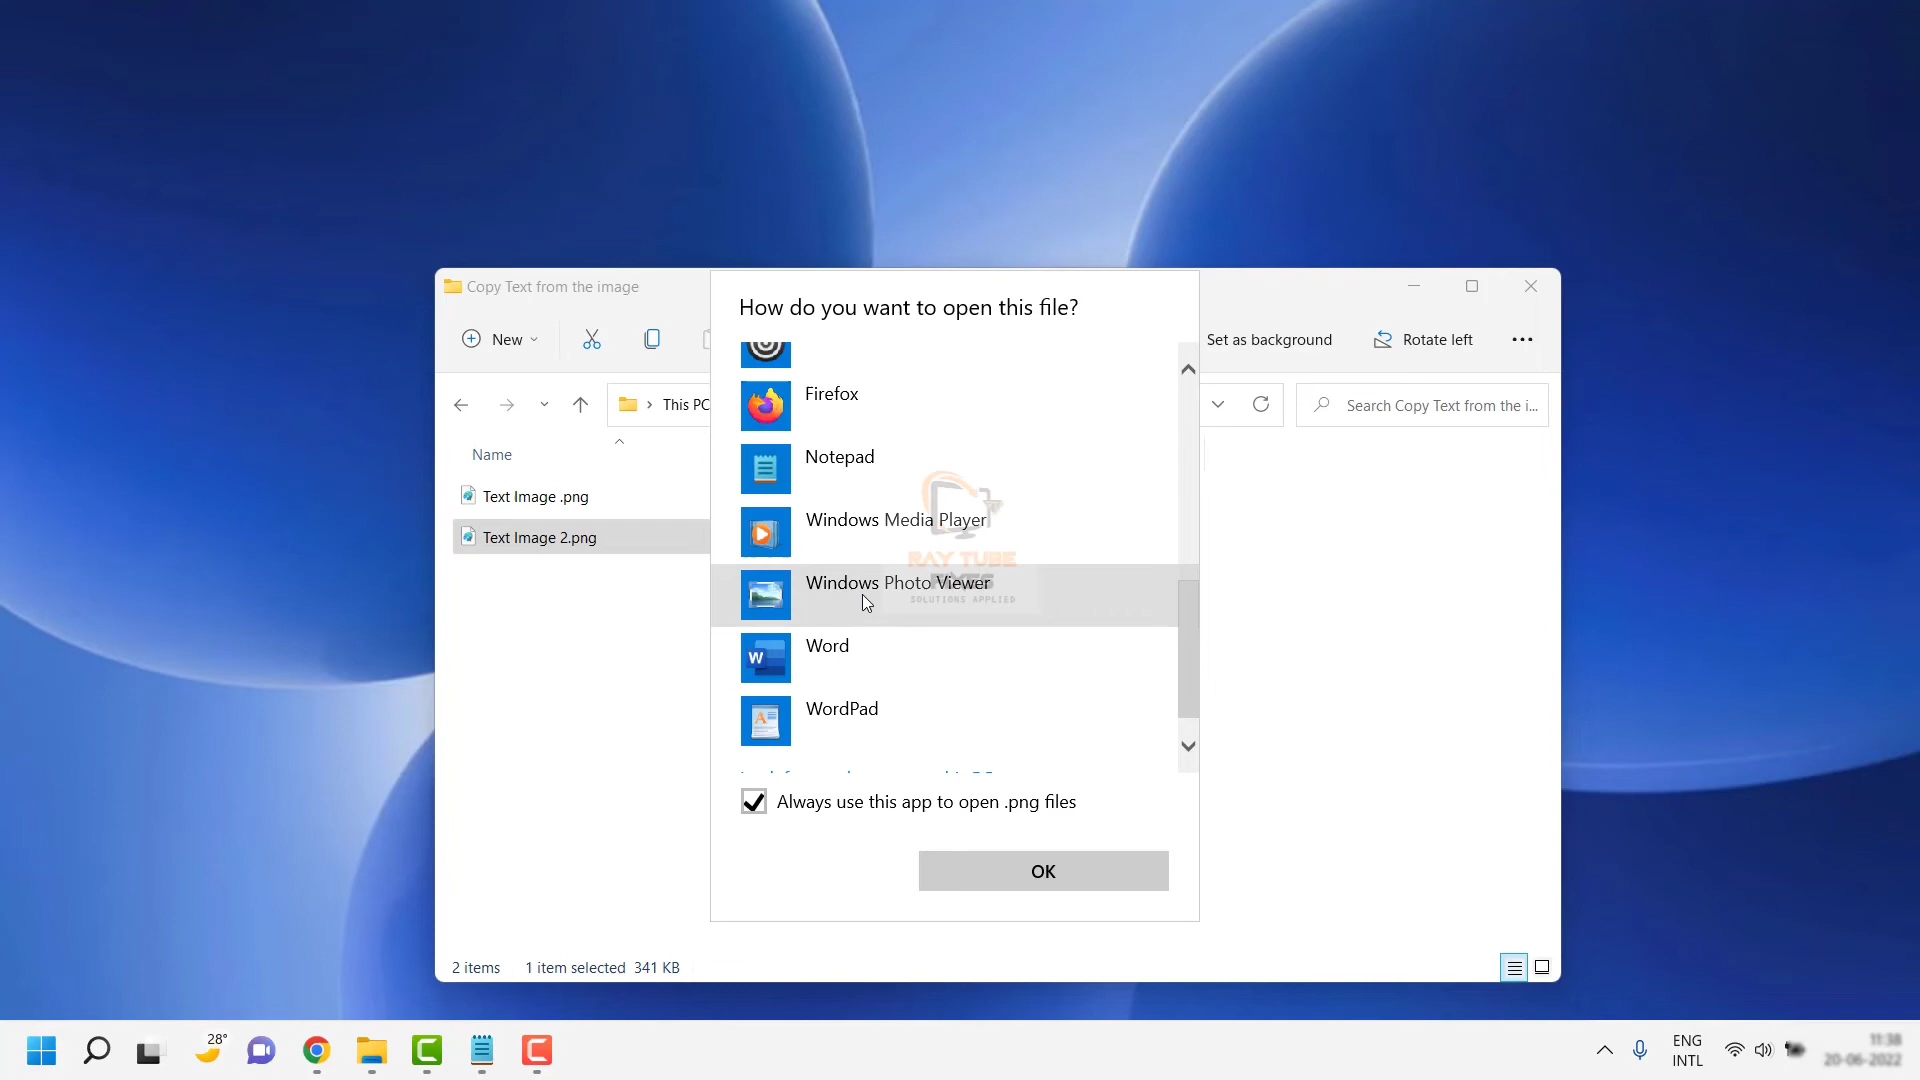 Copy Text from the image
How do you want to open this file?
New
Set as background
Rotate left
This PC
Search Copy Text from the i...
Name
Text Image .png
Text Image 2.png
Firefox
Notepad
Windows Media Player
RAY TUBE
Windows Photo Viewer
SOLUTIONS APPLIED
Word
WordPad
Always use this app to open .png files
OK
2 items
1 item selected 341 KB
28°
ENG
INTL
11:38
20-06-2022